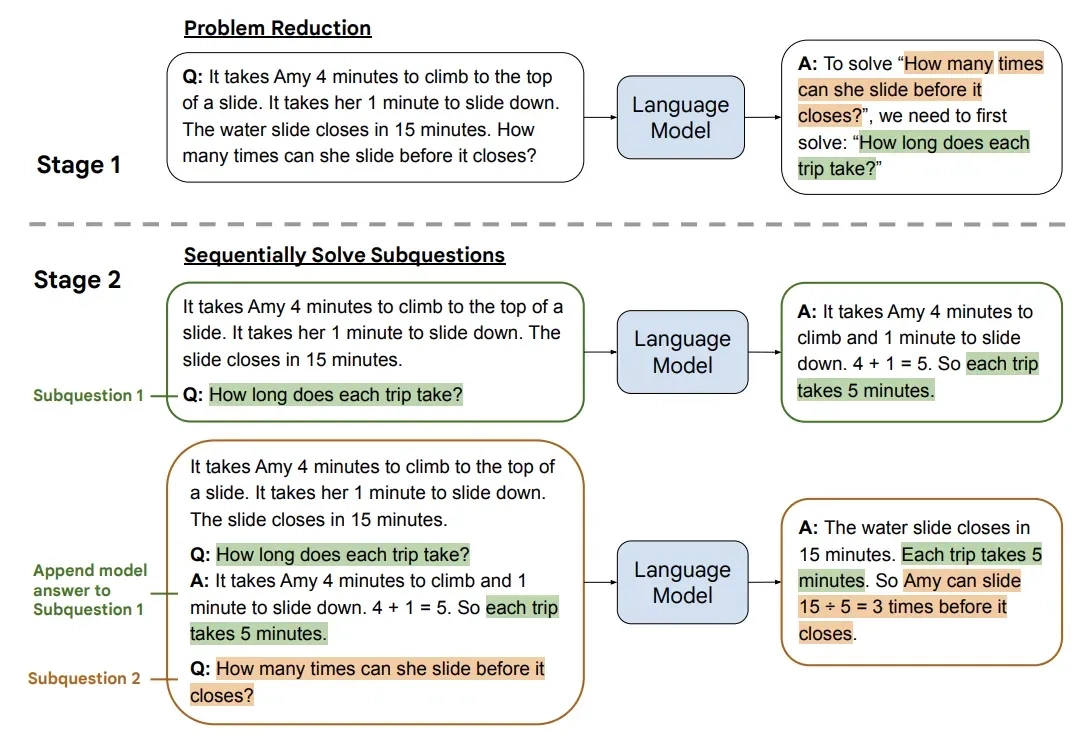 Problem Reduction
Stage 1
Q: It takes Amy 4 minutes to climb to the top
of a slide. It takes her 1 minute to slide down.
The water slide closes in 15 minutes. How
many times can she slide before it closes?
Language
Model
A: To solve “How many times
can she slide before it
closes?”, we need to first
solve: “How long does each
trip take?”
Stage 2
Sequentially Solve Subquestions
It takes Amy 4 minutes to climb to the top of a
slide. It takes her 1 minute to slide down. The
slide closes in 15 minutes.
Subquestion 1
Q: How long does each trip take?
Language
Model
A: It takes Amy 4 minutes to
climb and 1 minute to slide
down. 4 + 1 = 5. So each trip
takes 5 minutes.
It takes Amy 4 minutes to climb to the top of
a slide. It takes her 1 minute to slide down.
The slide closes in 15 minutes.
Append model
answer to
Subquestion 1
Q: How long does each trip take?
A: It takes Amy 4 minutes to climb and 1
minute to slide down. 4 + 1 = 5. So each trip
takes 5 minutes.
Subquestion 2
Q: How many times can she slide before it
closes?
Language
Model
A: The water slide closes in
15 minutes. Each trip takes 5
minutes. So Amy can slide
15 ÷ 5 = 3 times before it
closes.